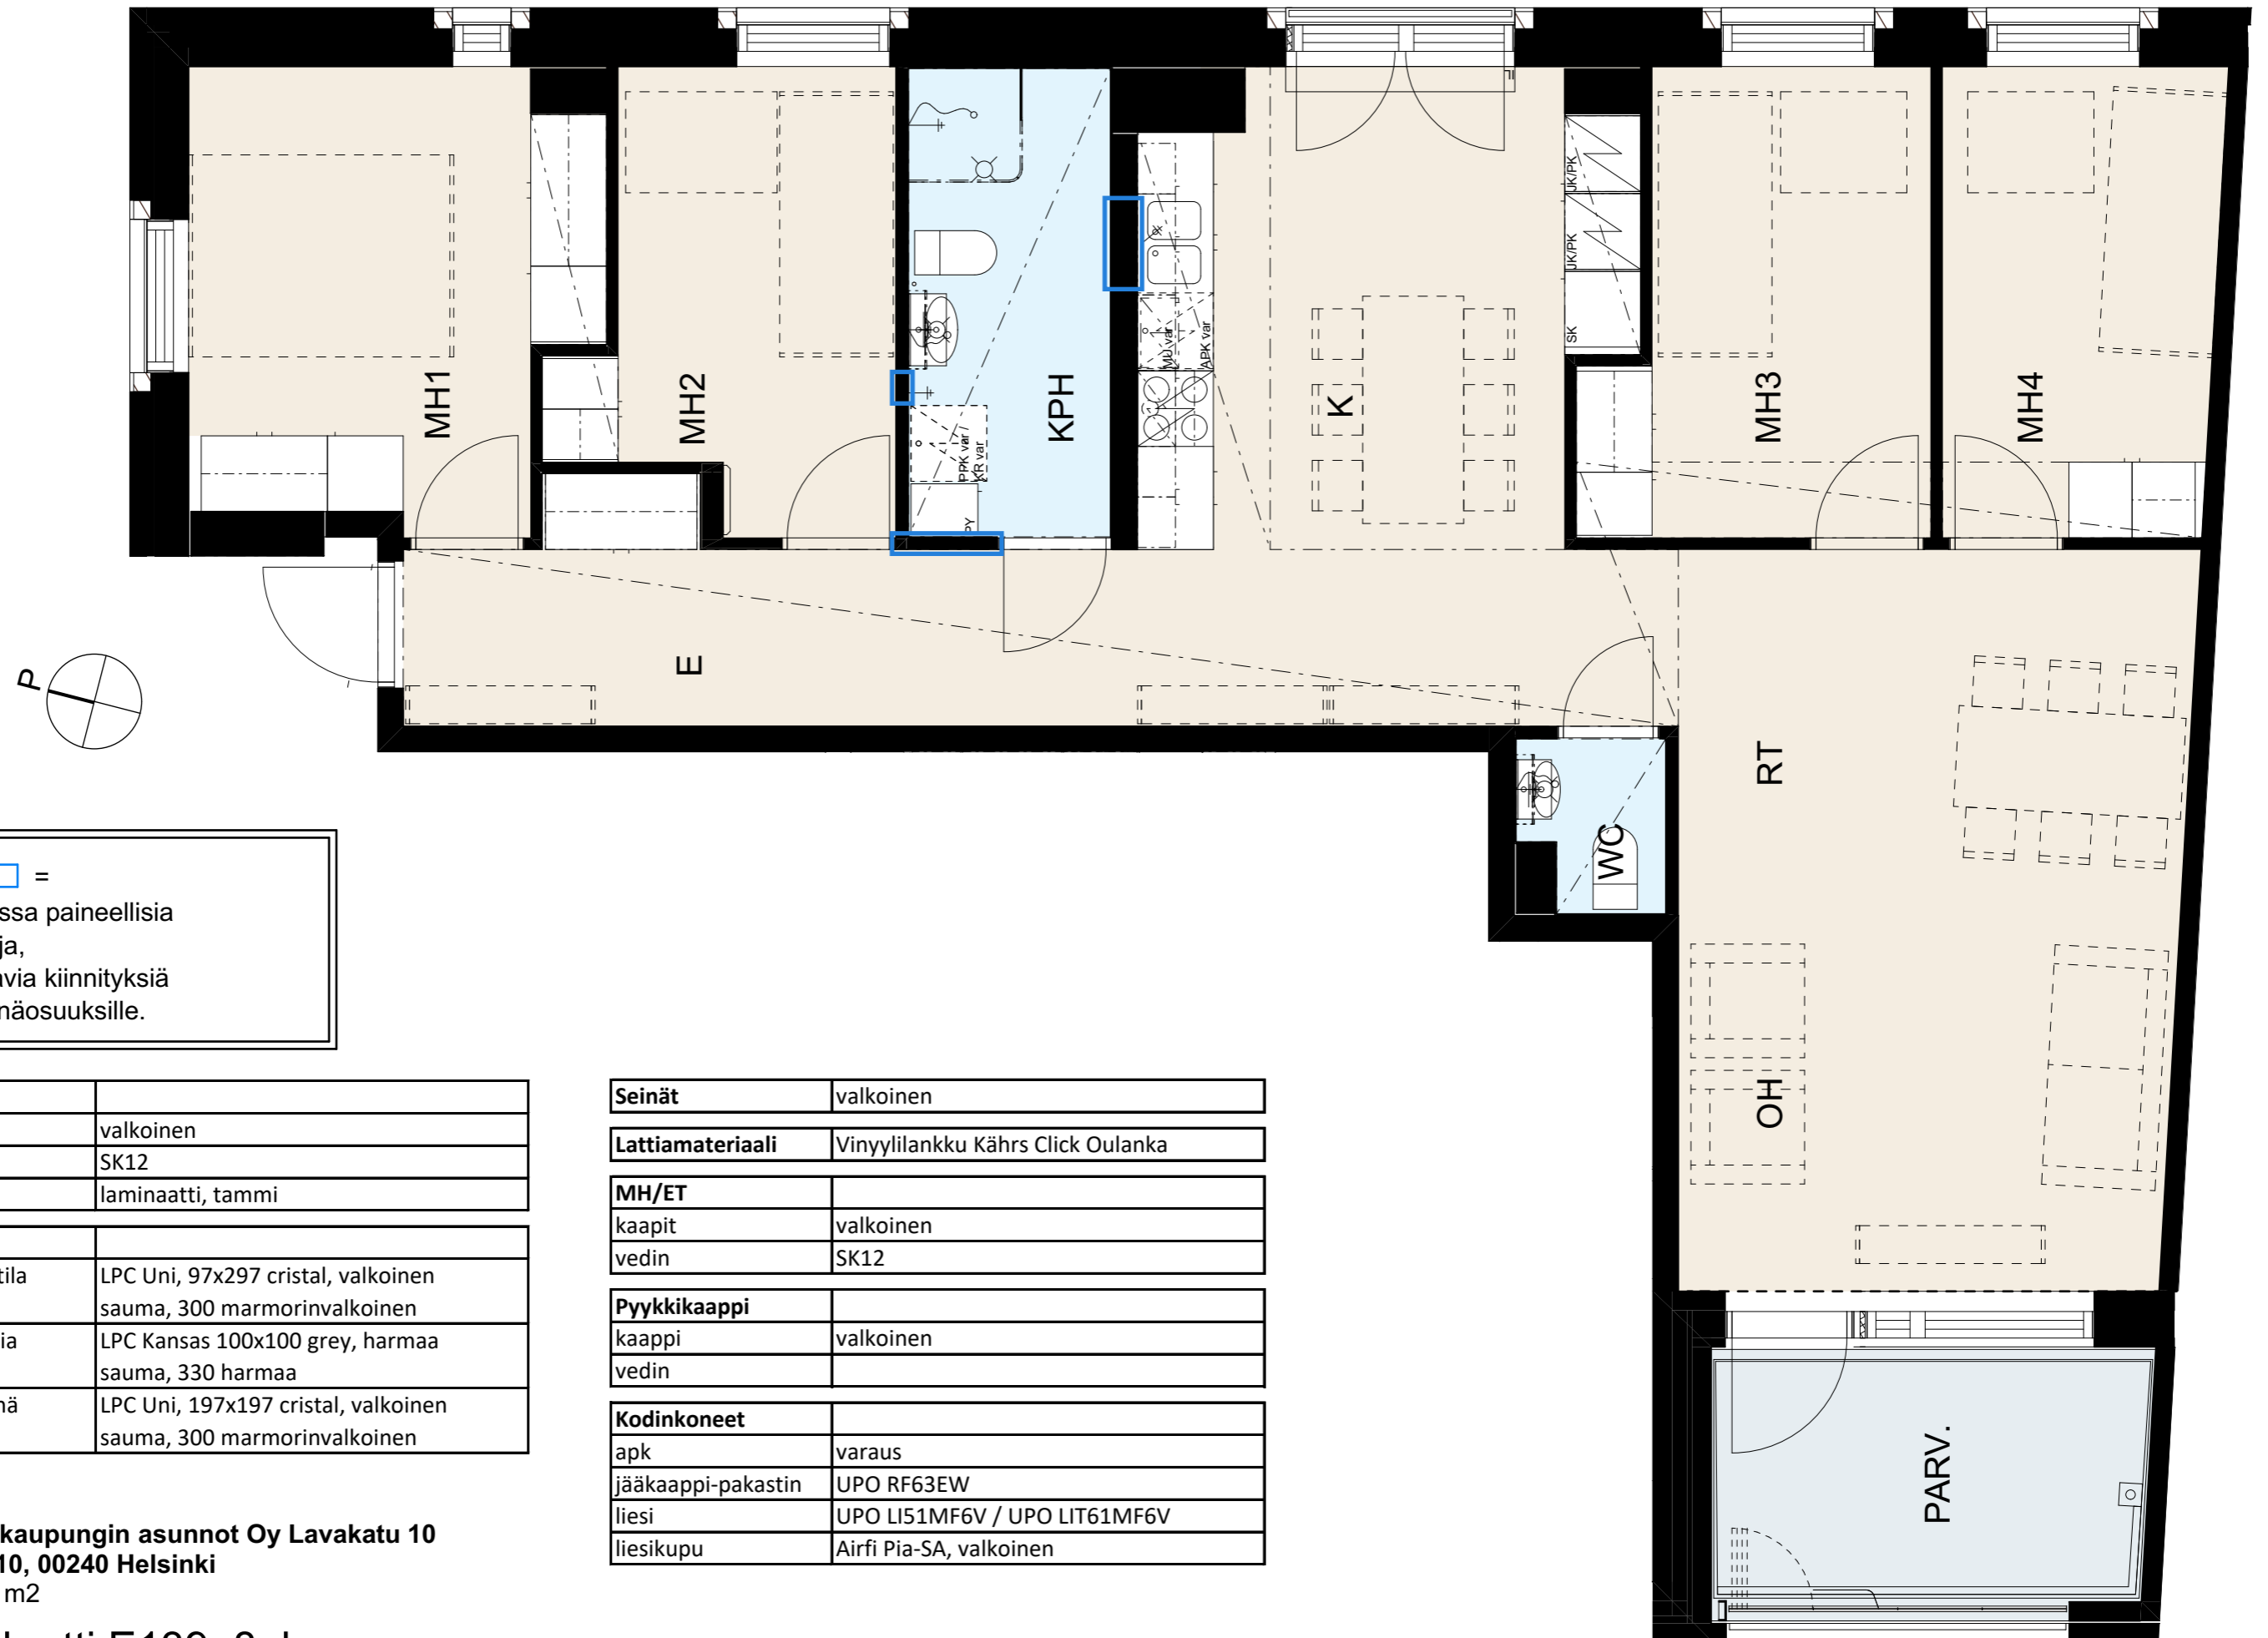 MH1
MH2
KPH
K
MH3
MH4
JK/PK
JK/PK
SK
MU var
APK var
PPK var
KR var
PY
E
P
RT
WC
OH
PARV.
=
ssa paineellisia
ja,
avia kiinnityksiä
näosuuksille.
valkoinen
SK12
laminaatti, tammi
tila LPC Uni, 97x297 cristal, valkoinen
sauma, 300 marmorinvalkoinen
ia LPC Kansas 100x100 grey, harmaa
sauma, 330 harmaa
nä LPC Uni, 197x197 cristal, valkoinen
sauma, 300 marmorinvalkoinen
Seinät valkoinen
Lattiamateriaali Vinyylilankku Kährs Click Oulanka
MH/ET
kaapit valkoinen
vedin SK12
Pyykkikaappi
kaappi valkoinen
vedin
Kodinkoneet
apk varaus
jääkaappi-pakastin UPO RF63EW
liesi UPO LI51MF6V / UPO LIT61MF6V
liesikupu Airfi Pia-SA, valkoinen
kaupungin asunnot Oy Lavakatu 10
10, 00240 Helsinki
m2